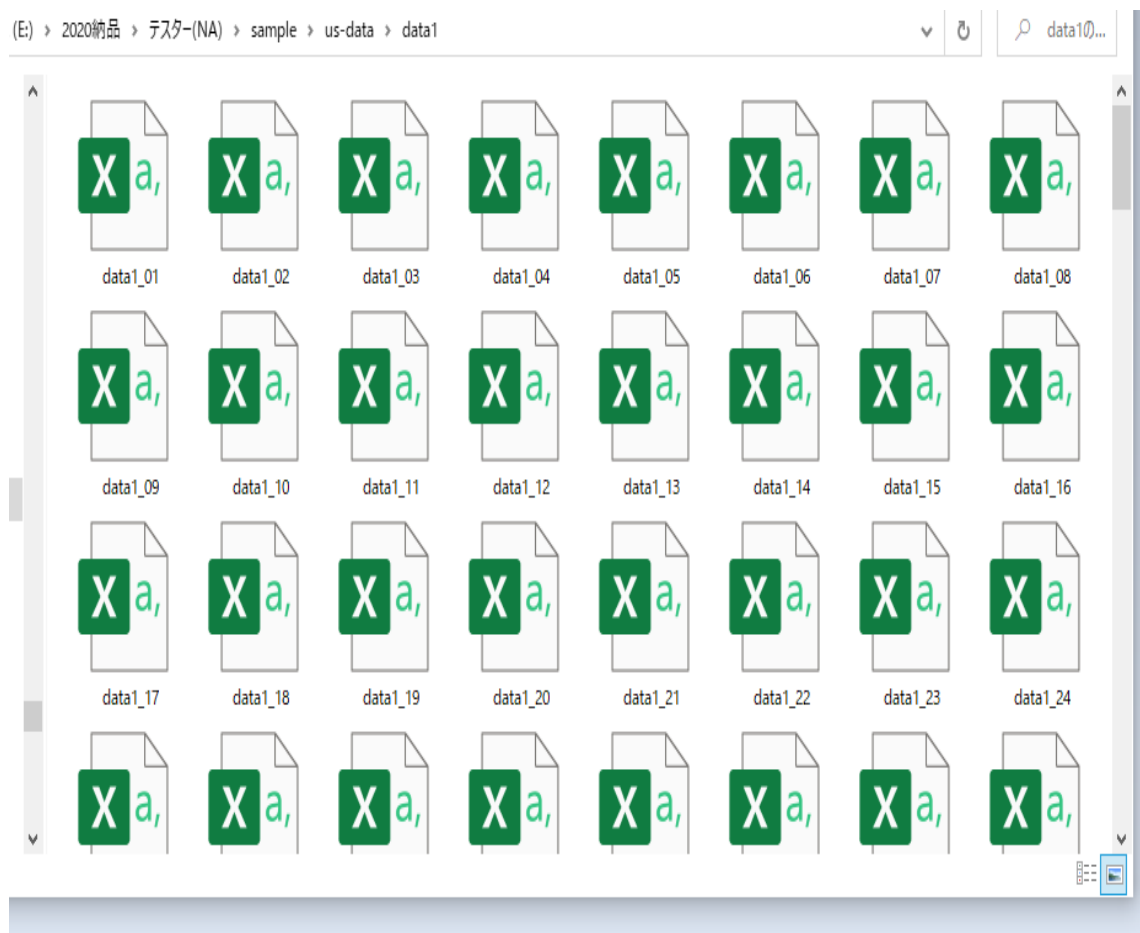 (E:) › 2020納品 › テスター(NA) › sample › us-data › data1
data1の...
X a, X a, X a, X a, X a, X a, X a, X a,
data1_01 data1_02 data1_03 data1_04 data1_05 data1_06 data1_07 data1_08
X a, X a, X a, X a, X a, X a, X a, X a,
data1_09 data1_10 data1_11 data1_12 data1_13 data1_14 data1_15 data1_16
X a, X a, X a, X a, X a, X a, X a, X a,
data1_17 data1_18 data1_19 data1_20 data1_21 data1_22 data1_23 data1_24
X a, X a, X a, X a, X a, X a, X a, X a,